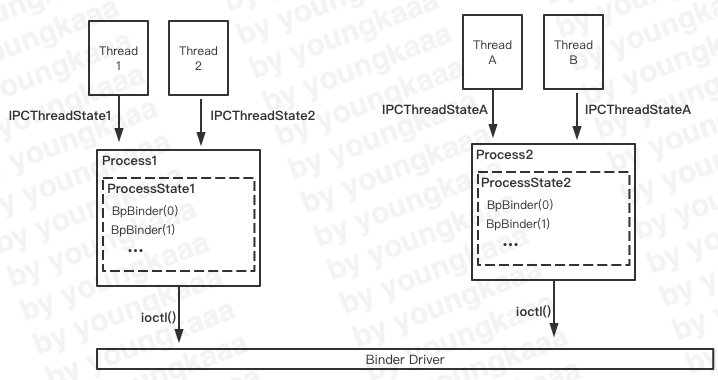 Thread
1
Thread
2
IPCThreadState1
IPCThreadState2
Process1
ProcessState1
BpBinder(0)
BpBinder(1)
...
ioctl()
Thread
A
Thread
B
IPCThreadStateA
IPCThreadStateA
Process2
ProcessState2
BpBinder(0)
BpBinder(1)
...
ioctl()
Binder Driver
by youngkaaa